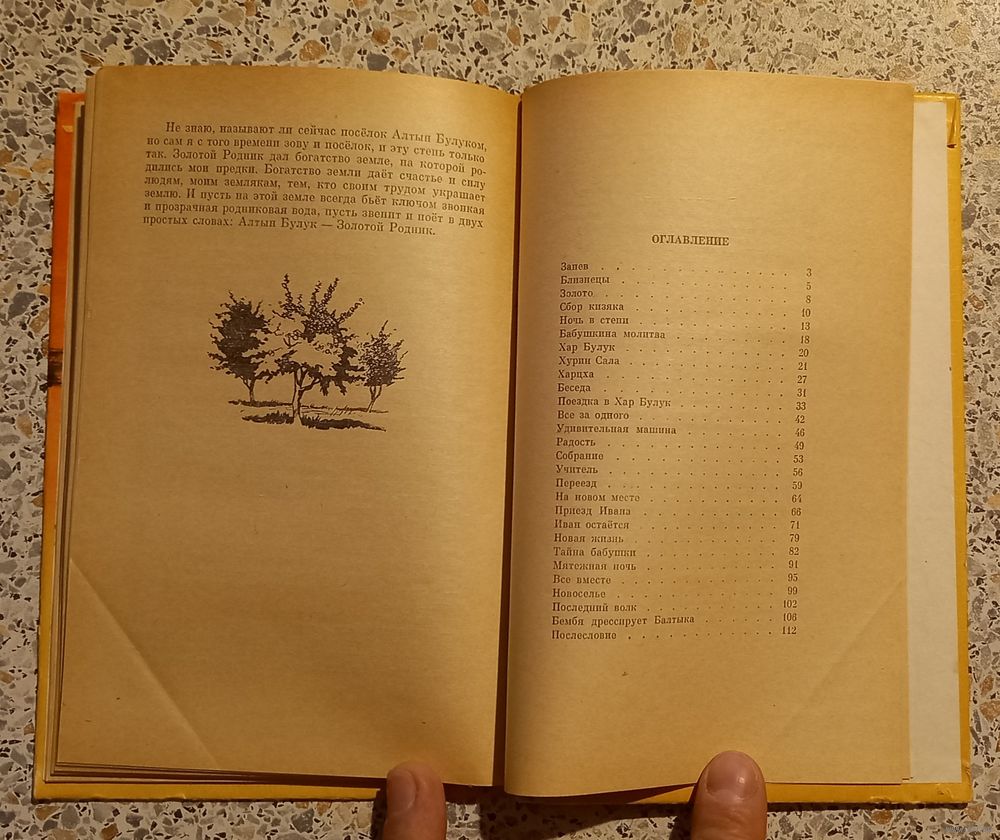 Не знаю, называют ли сейчас посёлок Алтын Булуком,
но сам я с того времени зову и посёлок, и эту степь только
так. Золотой Родник дал богатство земле, на которой ро-
дились мои предки. Богатство земли даёт счастье и силу
людям, моим землякам, тем, кто своим трудом украшает
землю. И пусть на этой земле всегда бьёт ключом звонкая
и прозрачная родниковая вода, пусть звенит и поёт в двух
простых словах: Алтын Булук — Золотой Родник.
ОГЛАВЛЕНИЕ
Запев . . . . . . . . . . . . . . . 3
Близнецы . . . . . . . . . . . . . . 5
Золото . . . . . . . . . . . . . . . 8
Сбор кизяка . . . . . . . . . . . . . 10
Ночь в степи . . . . . . . . . . . . 13
Бабушкина молитва . . . . . . . . . . 18
Хар Булук . . . . . . . . . . . . . . 20
Хурин Сала . . . . . . . . . . . . . 21
Харцха . . . . . . . . . . . . . . . 27
Беседа . . . . . . . . . . . . . . . 31
Поездка в Хар Булук . . . . . . . . . 33
Все за одного . . . . . . . . . . . . 42
Удивительная машина . . . . . . . . . 46
Радость . . . . . . . . . . . . . . . 49
Собрание . . . . . . . . . . . . . . 53
Учитель . . . . . . . . . . . . . . . 56
Переезд . . . . . . . . . . . . . . . 59
На новом месте . . . . . . . . . . . 64
Приезд Ивана . . . . . . . . . . . . 66
Иван остаётся . . . . . . . . . . . . 71
Новая жизнь . . . . . . . . . . . . . 79
Тайна бабушки . . . . . . . . . . . . 82
Мятежная ночь . . . . . . . . . . . . 91
Все вместе . . . . . . . . . . . . . 95
Новоселье . . . . . . . . . . . . . . 99
Последний волк . . . . . . . . . . . 102
Бембя дрессирует Балтыка . . . . . . . 106
Послесловие . . . . . . . . . . . . . 112